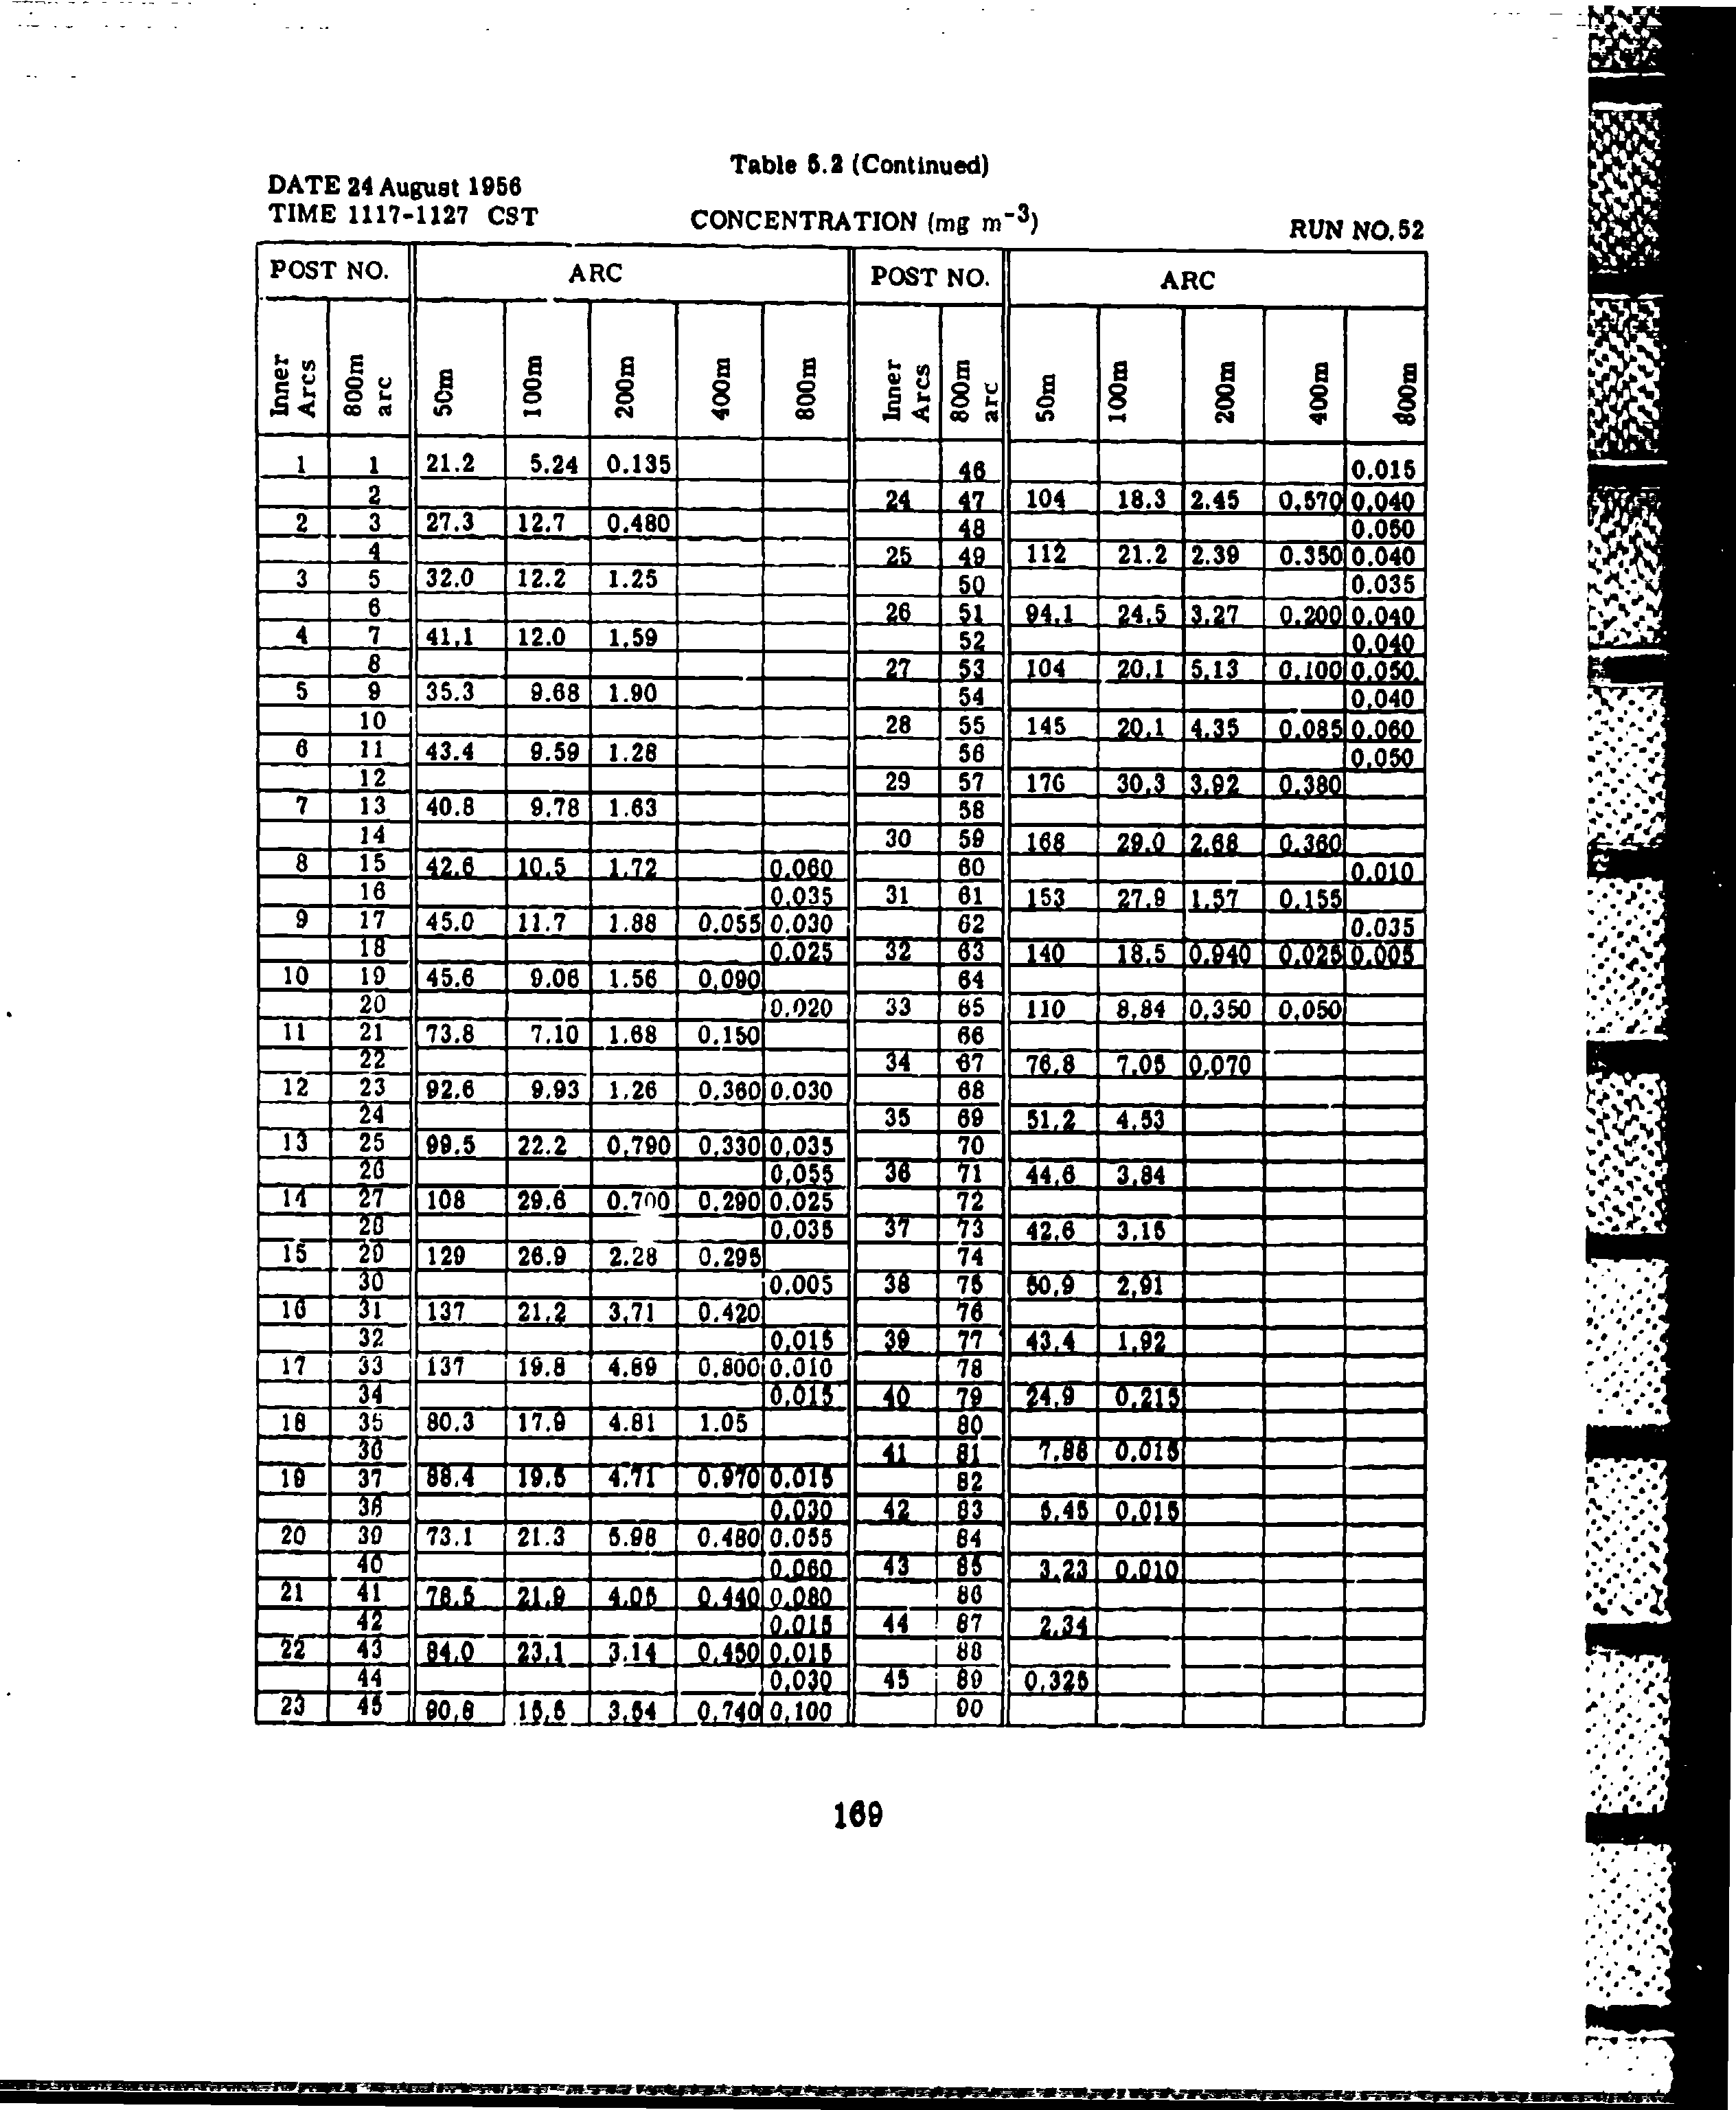 Table 5.2 (Continued)
DATE 24 August 1956
TIME 1117-1127 CST
CONCENTRATION (mg m⁻³)
RUN NO. 52
POST NO. ARC POST NO. ARC
Inner Arcs 800m arc 50m 100m 200m 400m 800m Inner Arcs 800m arc 50m 100m 200m 400m 800m
1 1 21.2 5.24 0.135 46 0.015
2 24 47 104 18.3 2.45 0.570 0.040
2 3 27.3 12.7 0.480 48 0.050
4 25 49 112 21.2 2.39 0.350 0.040
3 5 32.0 12.2 1.25 50 0.035
6 26 51 94.1 24.5 3.27 0.200 0.040
4 7 41.1 12.0 1.59 52 0.040
8 27 53 104 20.1 5.13 0.100 0.050
5 9 35.3 9.68 1.90 54 0.040
10 28 55 145 20.1 4.35 0.085 0.060
6 11 43.4 9.59 1.28 56 0.050
12 29 57 176 30.3 3.92 0.380
7 13 40.8 9.78 1.63 58
14 30 59 168 29.0 2.68 0.360
8 15 42.6 10.5 1.72 0.060 60 0.010
16 0.035 31 61 153 27.9 1.57 0.155
9 17 45.0 11.7 1.88 0.055 0.030 62 0.035
18 0.025 32 63 140 18.5 0.940 0.025 0.005
10 19 45.6 9.06 1.56 0.090 64
20 0.020 33 65 110 8.84 0.350 0.050
11 21 73.8 7.10 1.68 0.150 66
22 34 67 76.8 7.05 0.070
12 23 92.6 9.93 1.26 0.360 0.030 68
24 35 69 51.2 4.53
13 25 99.5 22.2 0.790 0.330 0.035 70
26 0.055 36 71 44.6 3.84
14 27 108 29.6 0.700 0.290 0.025 72
28 0.035 37 73 42.6 3.15
15 29 129 26.9 2.28 0.295 74
30 0.005 38 75 50.9 2.91
16 31 137 21.2 3.71 0.420 76
32 0.015 39 77 43.4 1.92
17 33 137 19.8 4.69 0.800 0.010 78
34 0.015 40 79 24.9 0.215
18 35 80.3 17.9 4.81 1.05 80
36 41 81 7.86 0.015
19 37 88.4 19.5 4.71 0.970 0.015 82
38 0.030 42 83 5.45 0.015
20 39 73.1 21.3 5.98 0.480 0.055 84
40 0.060 43 85 3.23 0.010
21 41 78.5 21.9 4.05 0.440 0.080 86
42 0.015 44 87 2.34
22 43 84.0 23.1 3.14 0.450 0.015 88
44 0.030 45 89 0.325
23 45 90.8 15.5 3.54 0.740 0.100 90
169